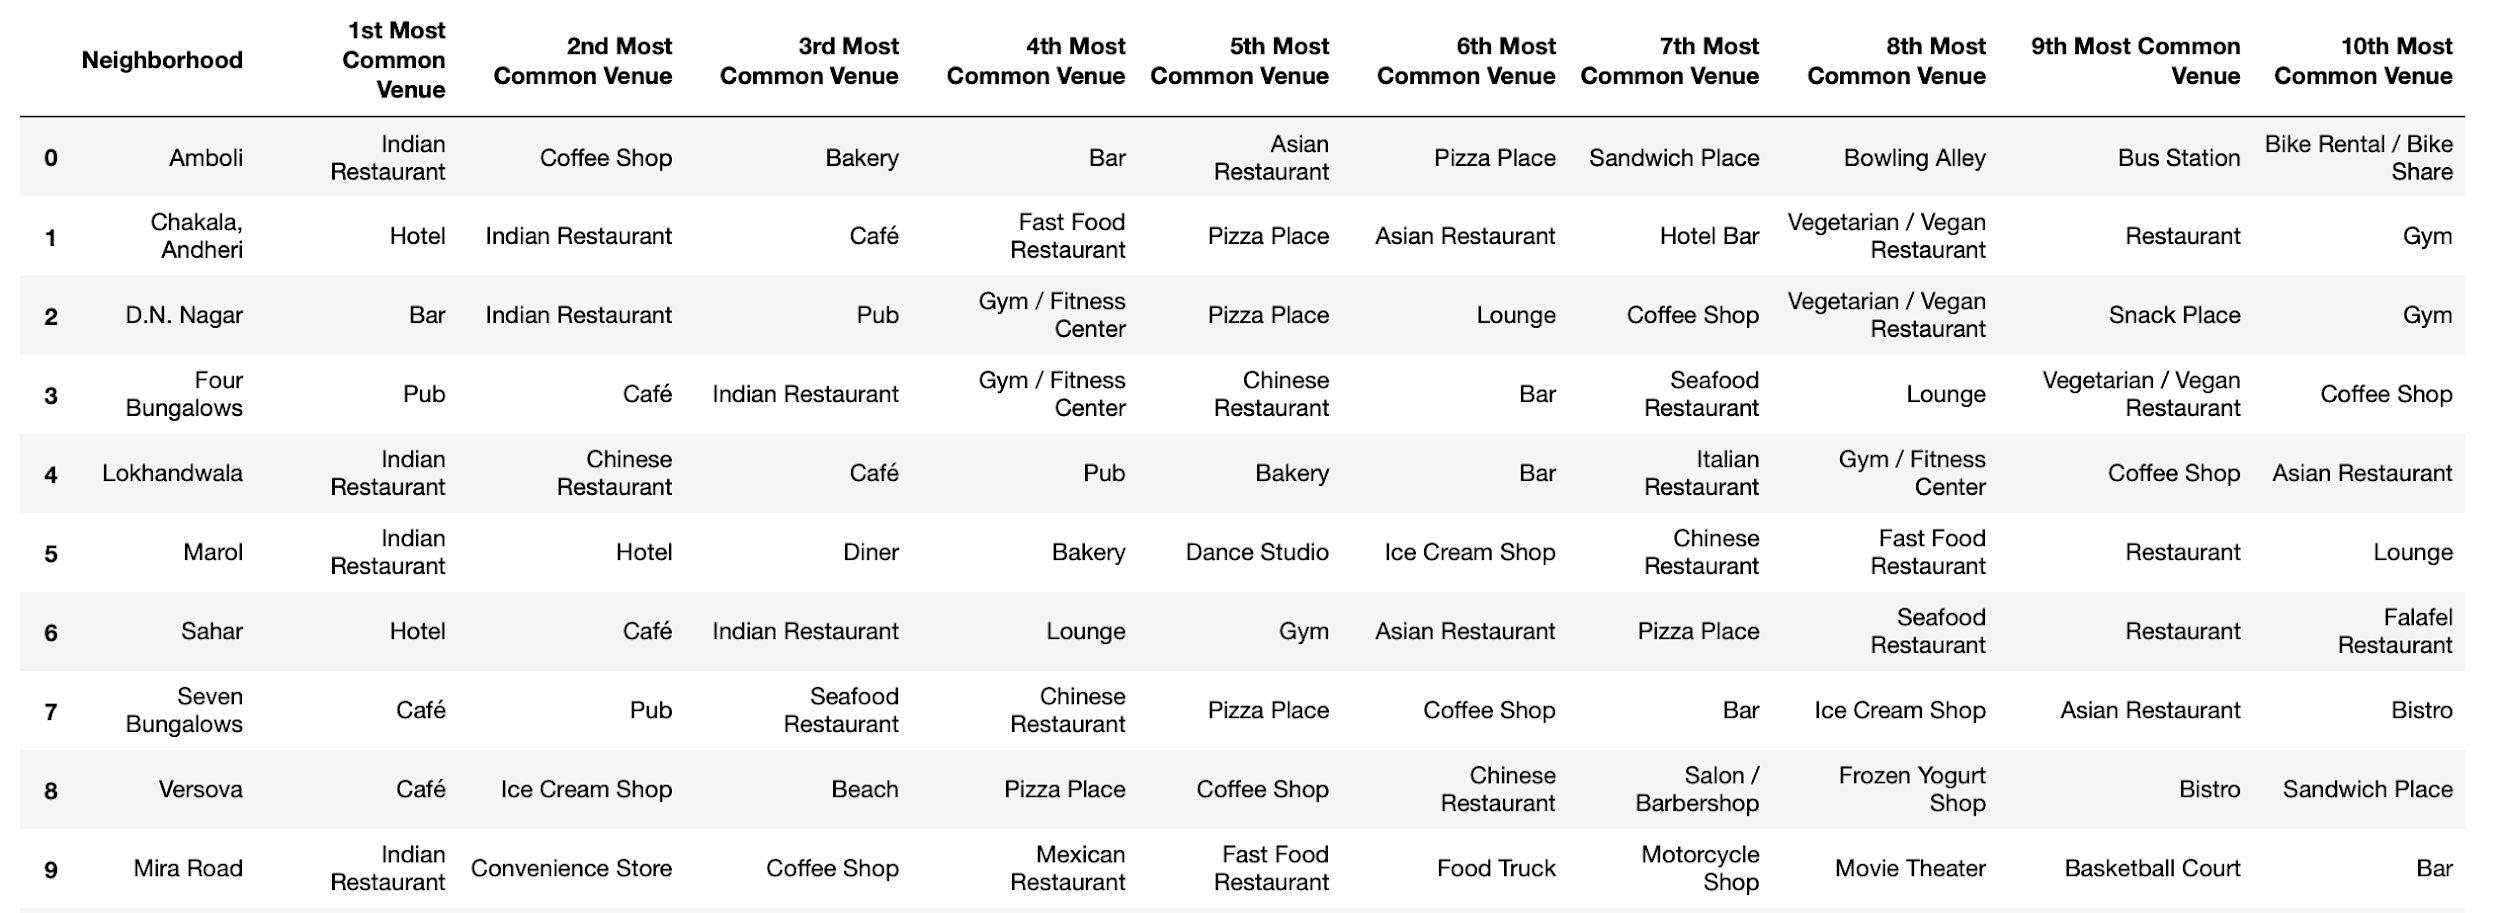 Neighborhood 1st Most Common Venue 2nd Most Common Venue 3rd Most Common Venue 4th Most Common Venue 5th Most Common Venue 6th Most Common Venue 7th Most Common Venue 8th Most Common Venue 9th Most Common Venue 10th Most Common Venue
0 Amboli Indian Restaurant Coffee Shop Bakery Bar Asian Restaurant Pizza Place Sandwich Place Bowling Alley Bus Station Bike Rental / Bike Share
1 Chakala, Andheri Hotel Indian Restaurant Café Fast Food Restaurant Pizza Place Asian Restaurant Hotel Bar Vegetarian / Vegan Restaurant Restaurant Gym
2 D.N. Nagar Bar Indian Restaurant Pub Gym / Fitness Center Pizza Place Lounge Coffee Shop Vegetarian / Vegan Restaurant Snack Place Gym
3 Four Bungalows Pub Café Indian Restaurant Gym / Fitness Center Chinese Restaurant Bar Seafood Restaurant Lounge Vegetarian / Vegan Restaurant Coffee Shop
4 Lokhandwala Indian Restaurant Chinese Restaurant Café Pub Bakery Bar Italian Restaurant Gym / Fitness Center Coffee Shop Asian Restaurant
5 Marol Indian Restaurant Hotel Diner Bakery Dance Studio Ice Cream Shop Chinese Restaurant Fast Food Restaurant Restaurant Lounge
6 Sahar Hotel Café Indian Restaurant Lounge Gym Asian Restaurant Pizza Place Seafood Restaurant Restaurant Falafel Restaurant
7 Seven Bungalows Café Pub Seafood Restaurant Chinese Restaurant Pizza Place Coffee Shop Bar Ice Cream Shop Asian Restaurant Bistro
8 Versova Café Ice Cream Shop Beach Pizza Place Coffee Shop Chinese Restaurant Salon / Barbershop Frozen Yogurt Shop Bistro Sandwich Place
9 Mira Road Indian Restaurant Convenience Store Coffee Shop Mexican Restaurant Fast Food Restaurant Food Truck Motorcycle Shop Movie Theater Basketball Court Bar